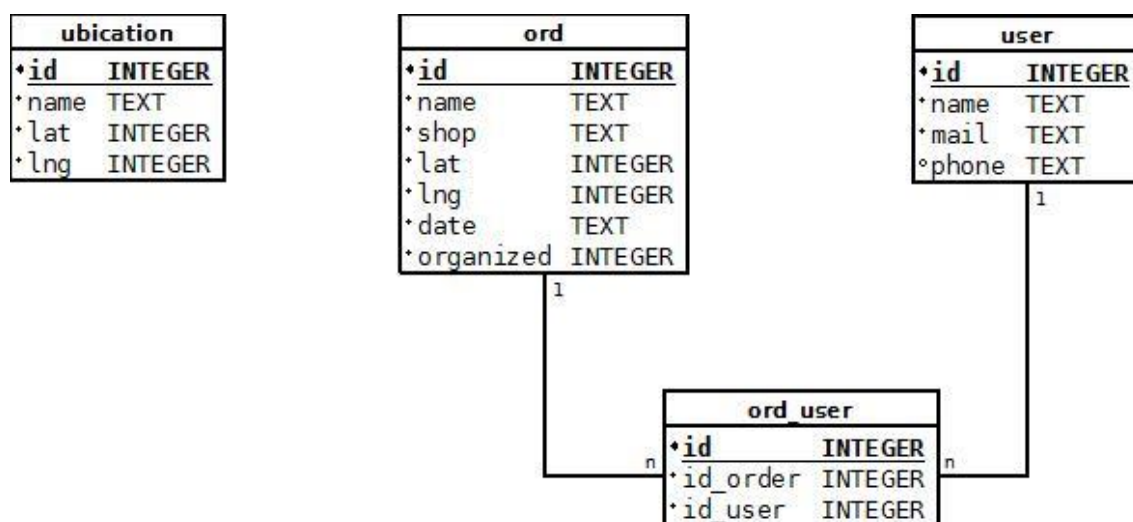 ubication
id INTEGER
name TEXT
lat INTEGER
lng INTEGER
ord
id INTEGER
name TEXT
shop TEXT
lat INTEGER
lng INTEGER
date TEXT
organized INTEGER
user
id INTEGER
name TEXT
mail TEXT
phone TEXT
1
1
ord_user
id INTEGER
id_order INTEGER
id_user INTEGER
n
n